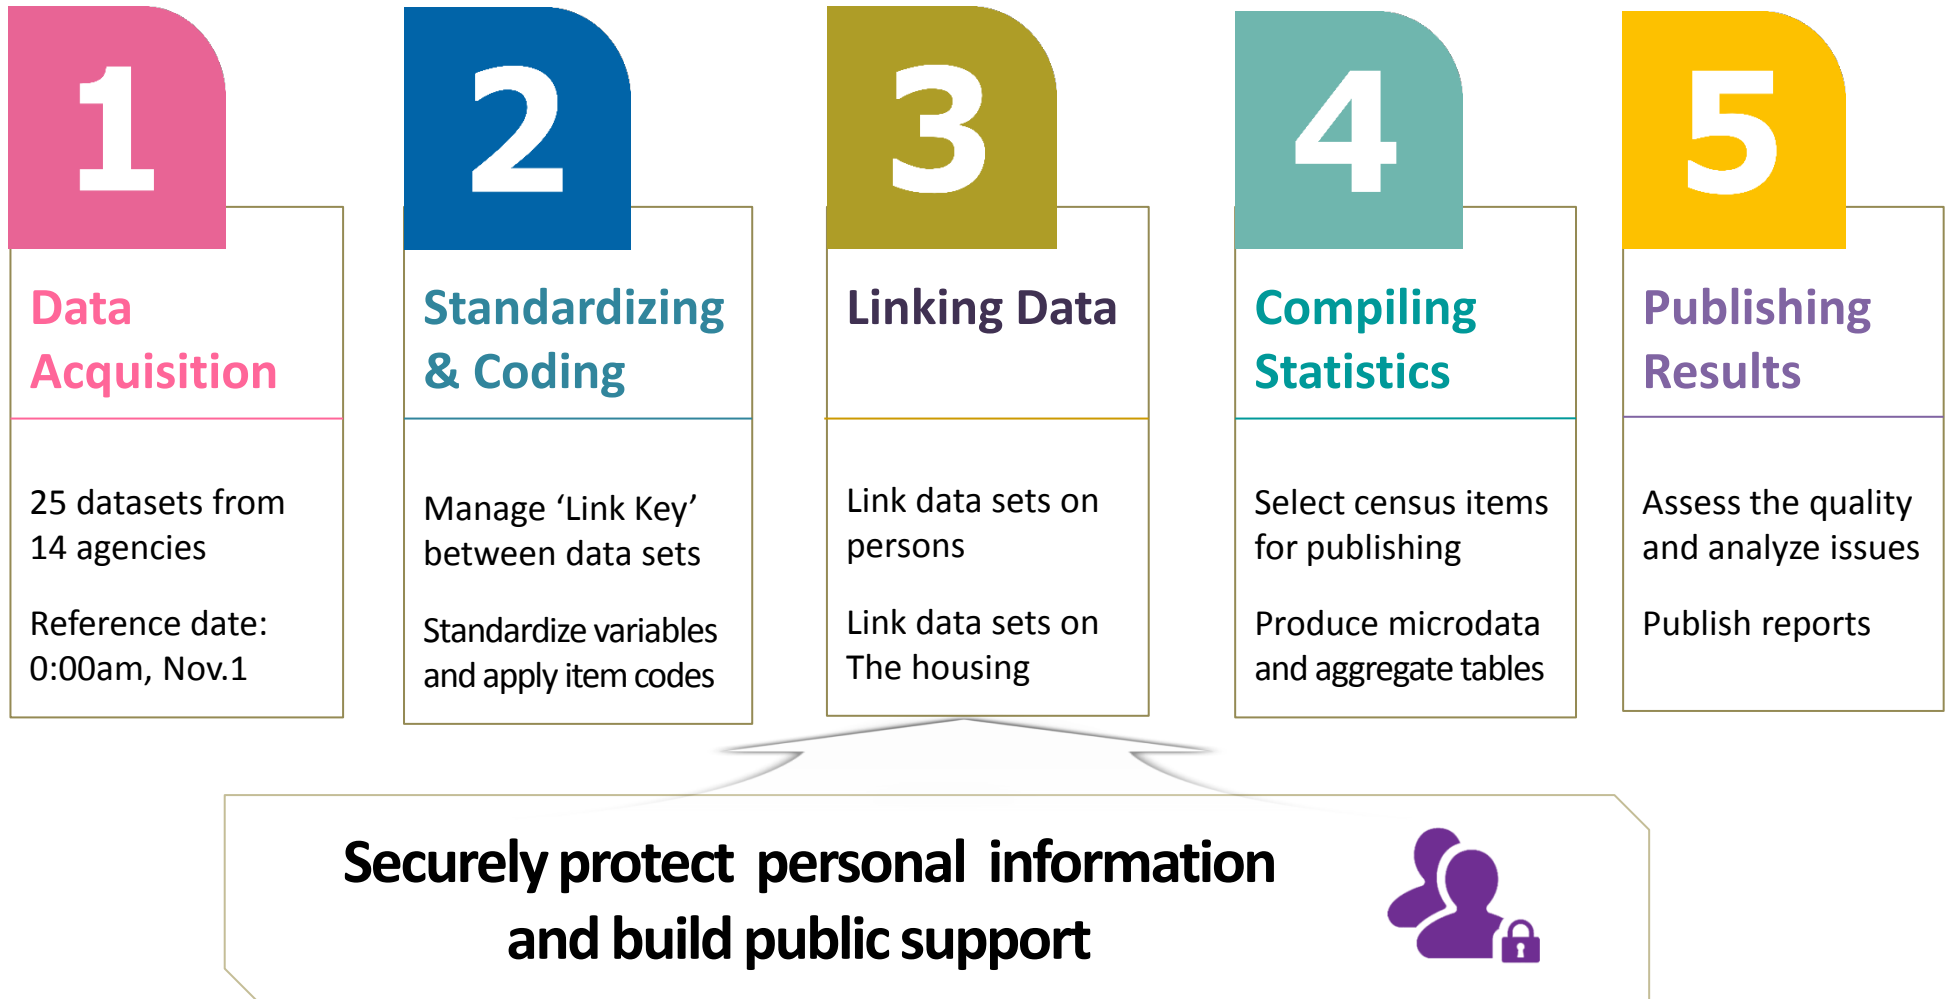 1
Data
Acquisition
25 datasets from
14 agencies
Reference date:
0:00am, Nov.1
2
Standardizing
& Coding
Manage ‘Link Key’
between data sets
Standardize variables
and apply item codes
3
Linking Data
Link data sets on
persons
Link data sets on
The housing
4
Compiling
Statistics
Select census items
for publishing
Produce microdata
and aggregate tables
5
Publishing
Results
Assess the quality
and analyze issues
Publish reports
Securely protect personal information
and build public support